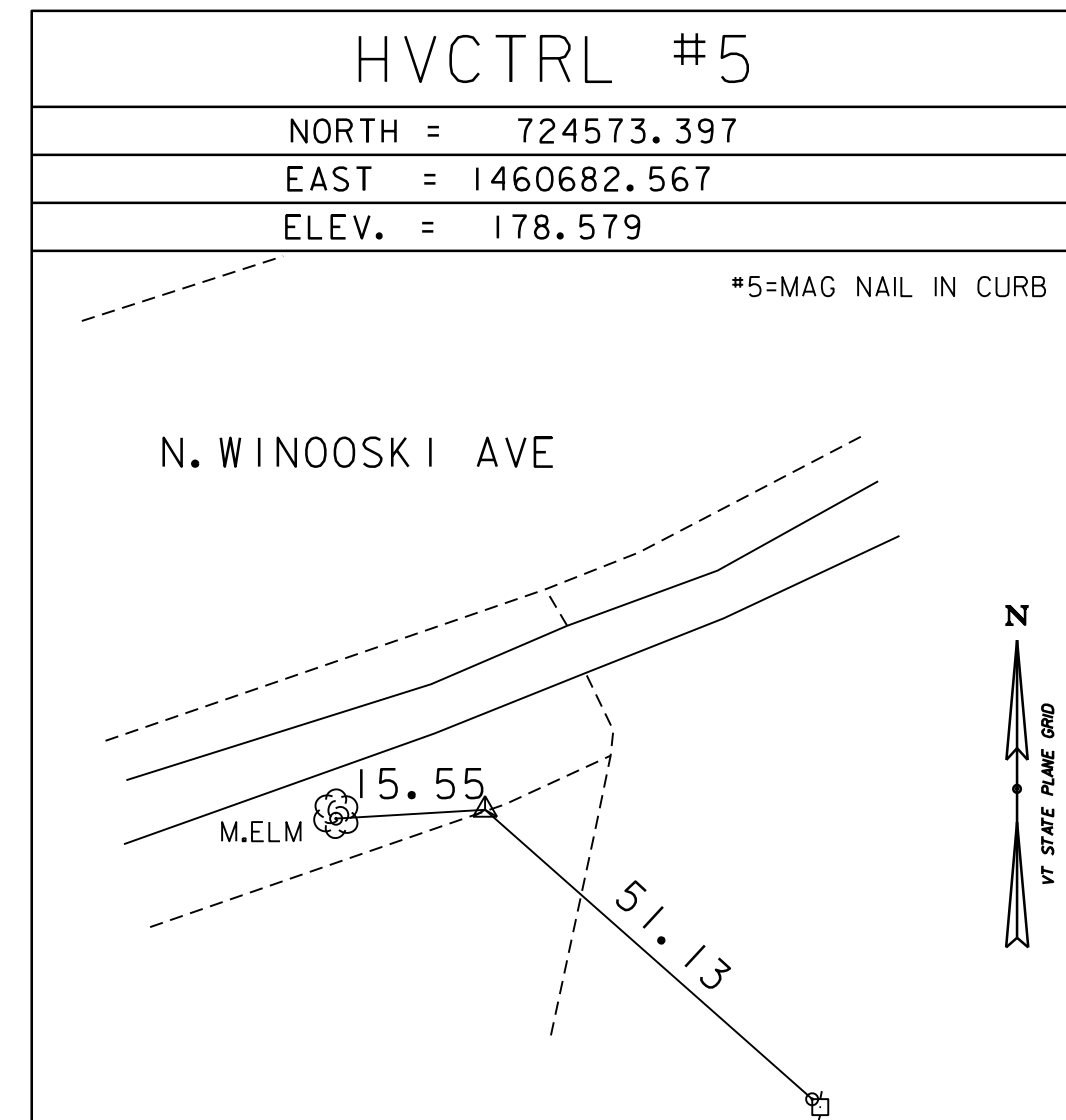 HVCTRL #5
NORTH = 724573.397
EAST = 1460682.567
ELEV. = 178.579
#5=MAG NAIL IN CURB
N. WINOOSKI AVE
N
VT STATE PLANE GRID
15.55
M.ELM
51.13